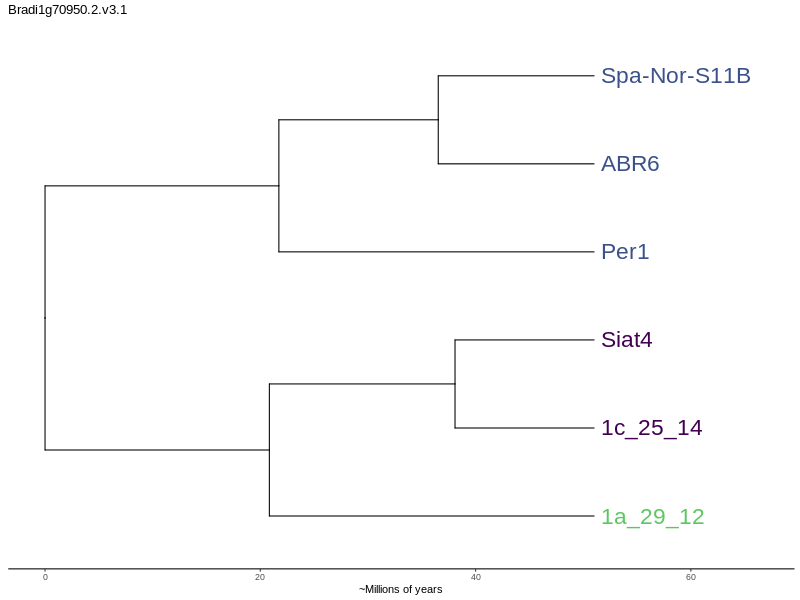 Bradi1g70950.2.v3.1
Spa-Nor-S11B
ABR6
Per1
Siat4
1c_25_14
1a_29_12
0 20 40 60
~Millions of years